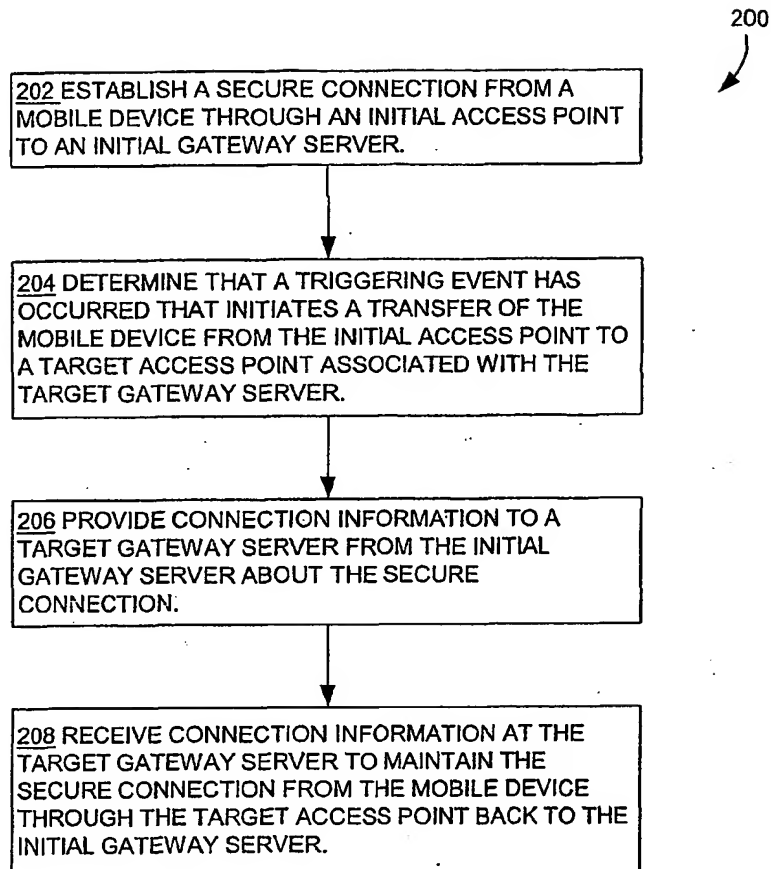 200
202 ESTABLISH A SECURE CONNECTION FROM A
MOBILE DEVICE THROUGH AN INITIAL ACCESS POINT
TO AN INITIAL GATEWAY SERVER.
204 DETERMINE THAT A TRIGGERING EVENT HAS
OCCURRED THAT INITIATES A TRANSFER OF THE
MOBILE DEVICE FROM THE INITIAL ACCESS POINT TO
A TARGET ACCESS POINT ASSOCIATED WITH THE
TARGET GATEWAY SERVER.
206 PROVIDE CONNECTION INFORMATION TO A
TARGET GATEWAY SERVER FROM THE INITIAL
GATEWAY SERVER ABOUT THE SECURE
CONNECTION.
208 RECEIVE CONNECTION INFORMATION AT THE
TARGET GATEWAY SERVER TO MAINTAIN THE
SECURE CONNECTION FROM THE MOBILE DEVICE
THROUGH THE TARGET ACCESS POINT BACK TO THE
INITIAL GATEWAY SERVER.